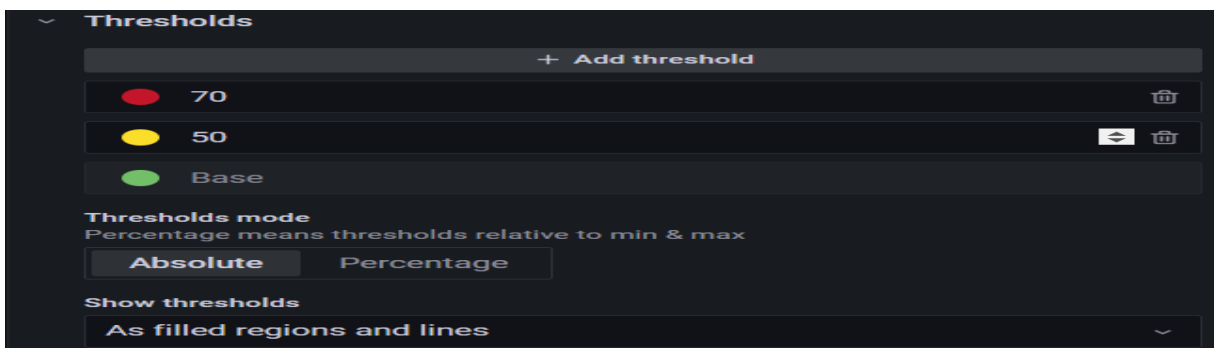 Thresholds
+ Add threshold
70
50
Base
Thresholds mode
Percentage means thresholds relative to min & max
Absolute Percentage
Show thresholds
As filled regions and lines